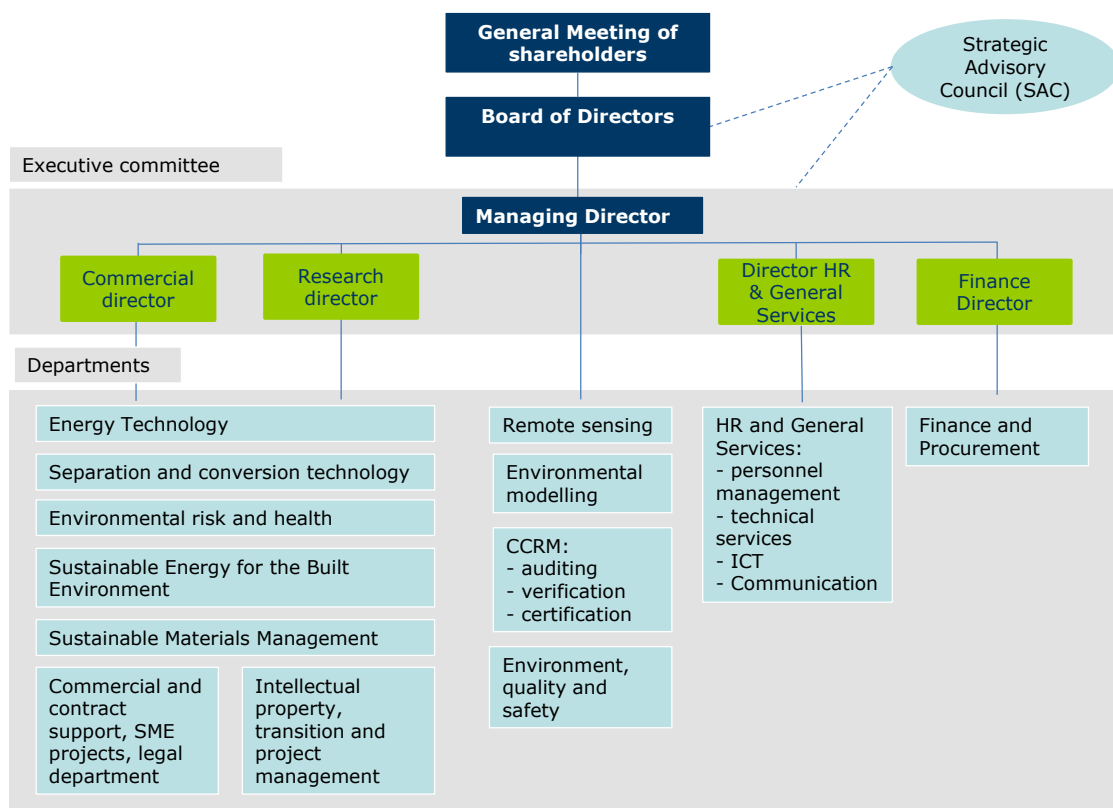 General Meeting of
shareholders
Strategic
Advisory
Council (SAC)
Board of Directors
Executive committee
Managing Director
Commercial
director
Research
director
Director HR
& General
Services
Finance
Director
Departments
Energy Technology
Separation and conversion technology
Environmental risk and health
Sustainable Energy for the Built
Environment
Sustainable Materials Management
Commercial and
contract
support, SME
projects, legal
department
Intellectual
property,
transition and
project
management
Remote sensing
Environmental
modelling
CCRM:
- auditing
- verification
- certification
Environment,
quality and
safety
HR and General
Services:
- personnel
management
- technical
services
- ICT
- Communication
Finance and
Procurement